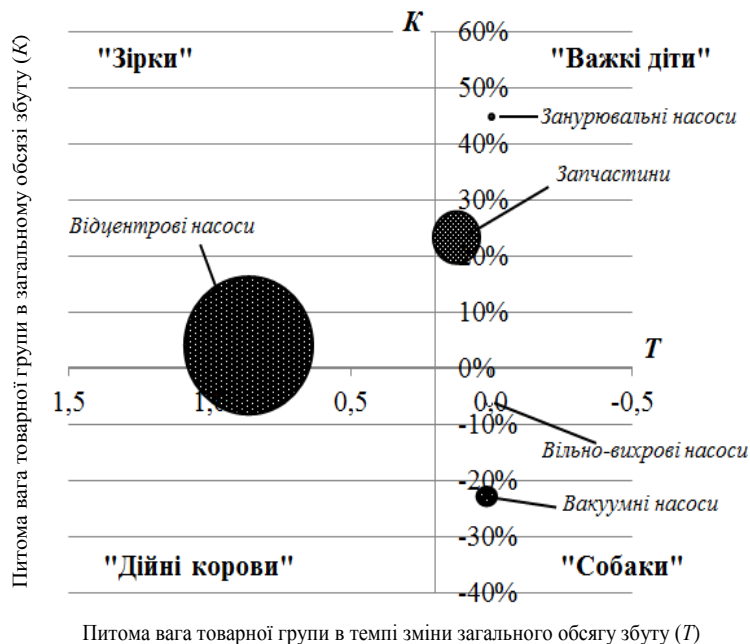 Питома вага товарної групи в загальному обсязі збуту (К)
К
60%
"Зірки"
"Важкі діти"
50%
Занурювальні насоси
40%
Запчастини
30%
Відцентрові насоси
20%
10%
Т
0%
1,5
1,0
0,5
0,0
-0,5
-10%
Вільно-вихрові насоси
-20%
Вакуумні насоси
-30%
"Дійні корови"
"Собаки"
-40%
Питома вага товарної групи в темпі зміни загального обсягу збуту (Т)